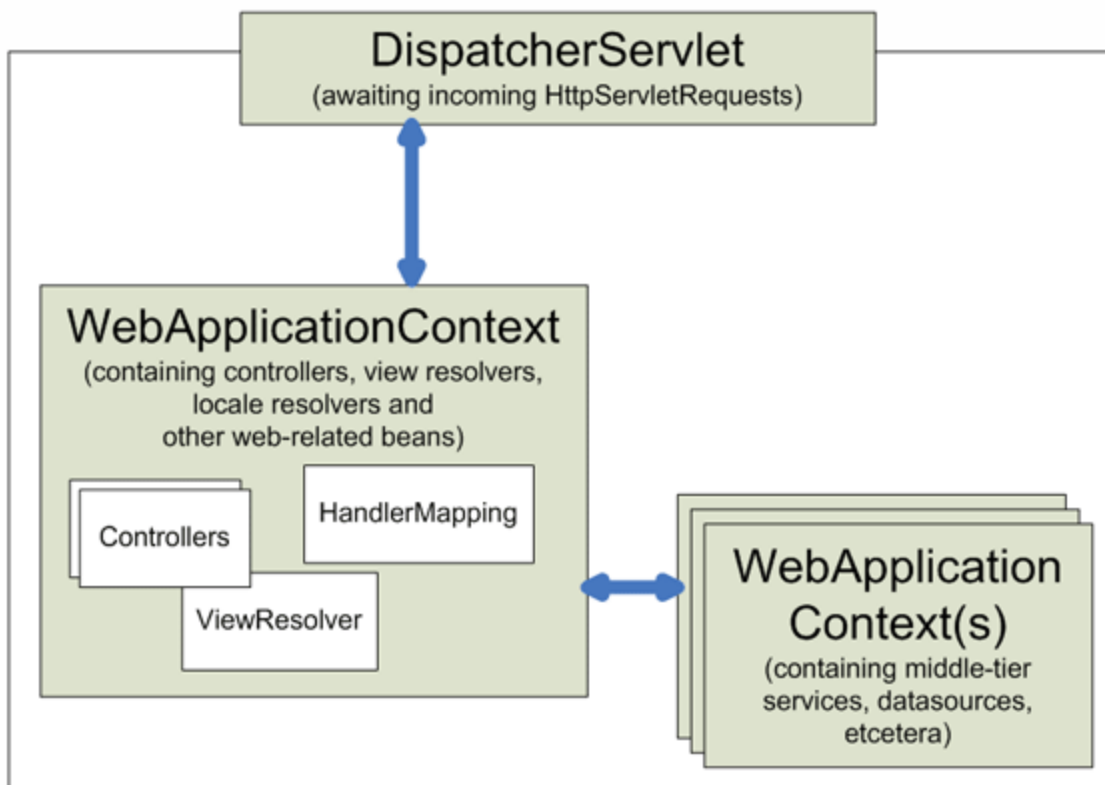 DispatcherServlet
(awaiting incoming HttpServletRequests)
WebApplicationContext
(containing controllers, view resolvers,
locale resolvers and
other web-related beans)
HandlerMapping
Controllers
ViewResolver
WebApplication
Context(s)
(containing middle-tier
services, datasources,
etcetera)